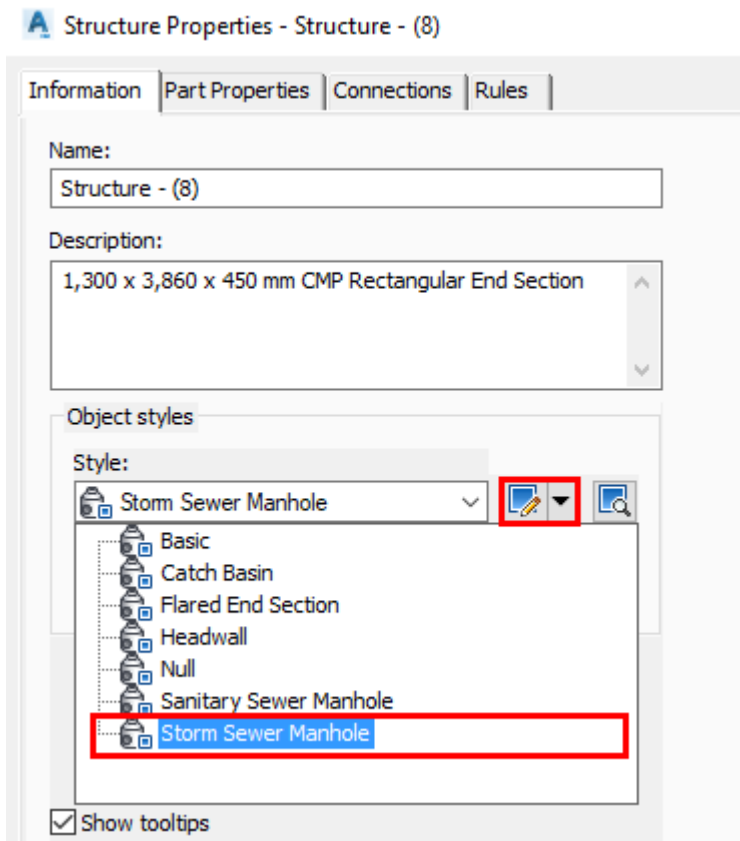 Structure Properties - Structure - (8)
Information Part Properties Connections Rules
Name:
Structure - (8)
Description:
1,300 x 3,860 x 450 mm CMP Rectangular End Section
Object styles
Style:
Storm Sewer Manhole
Basic
Catch Basin
Flared End Section
Headwall
Null
Sanitary Sewer Manhole
Storm Sewer Manhole
Show tooltips